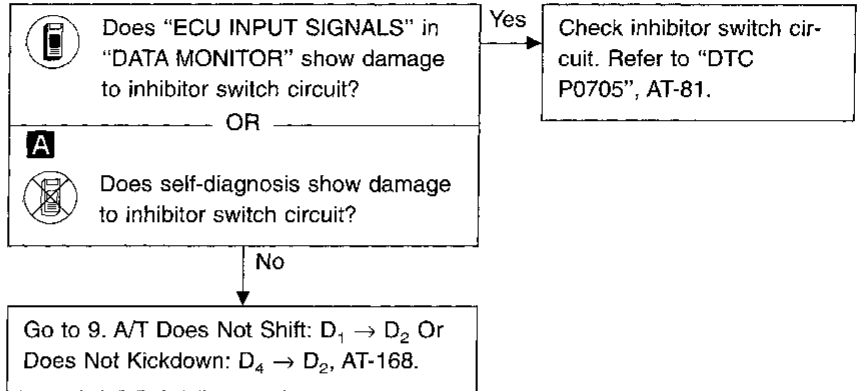 Does “ECU INPUT SIGNALS” in
“DATA MONITOR” show damage
to inhibitor switch circuit?
Yes
Check inhibitor switch cir-
cuit. Refer to “DTC
P0705”, AT-81.
OR
A
Does self-diagnosis show damage
to inhibitor switch circuit?
No
Go to 9. A/T Does Not Shift: D₁ → D₂ Or
Does Not Kickdown: D₄ → D₂, AT-168.